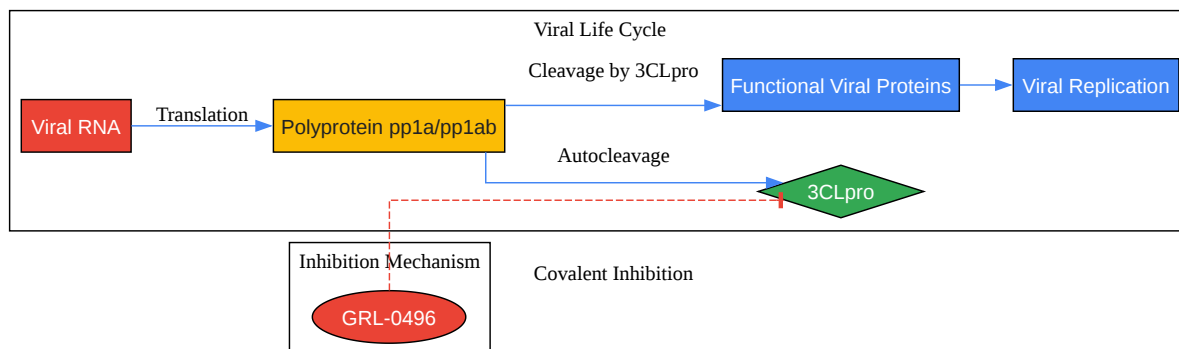 Viral Life Cycle
Cleavage by 3CLpro
Functional Viral Proteins
Viral Replication
Viral RNA
Translation
Polyprotein pp1a/pp1ab
Autocleavage
3CLpro
Inhibition Mechanism
Covalent Inhibition
GRL-0496